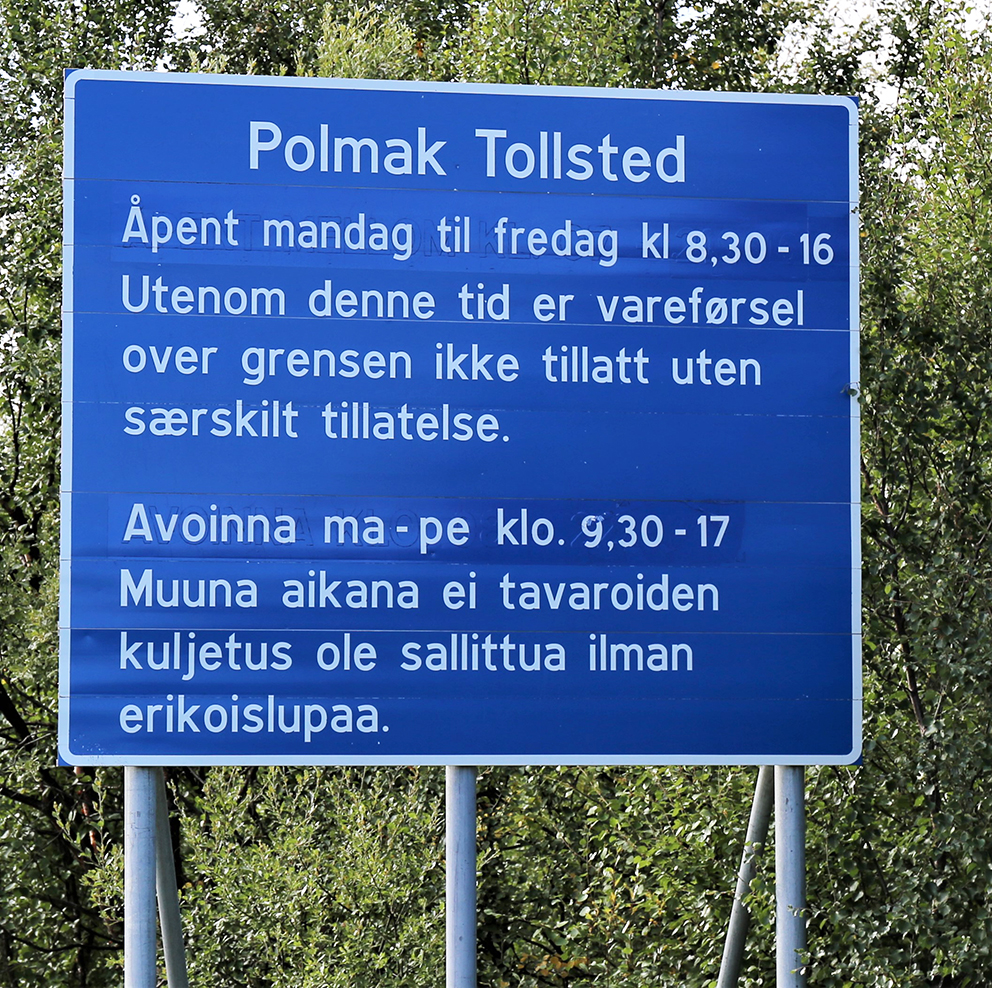 Polmak Tollsted
Åpent mandag til fredag kl 8,30 - 16
Utenom denne tid er vareførsel
over grensen ikke tillatt uten
særskilt tillatelse.
Avoinna ma - pe klo. 9,30 - 17
Muuna aikana ei tavaroiden
kuljetus ole sallittua ilman
erikoislupaa.